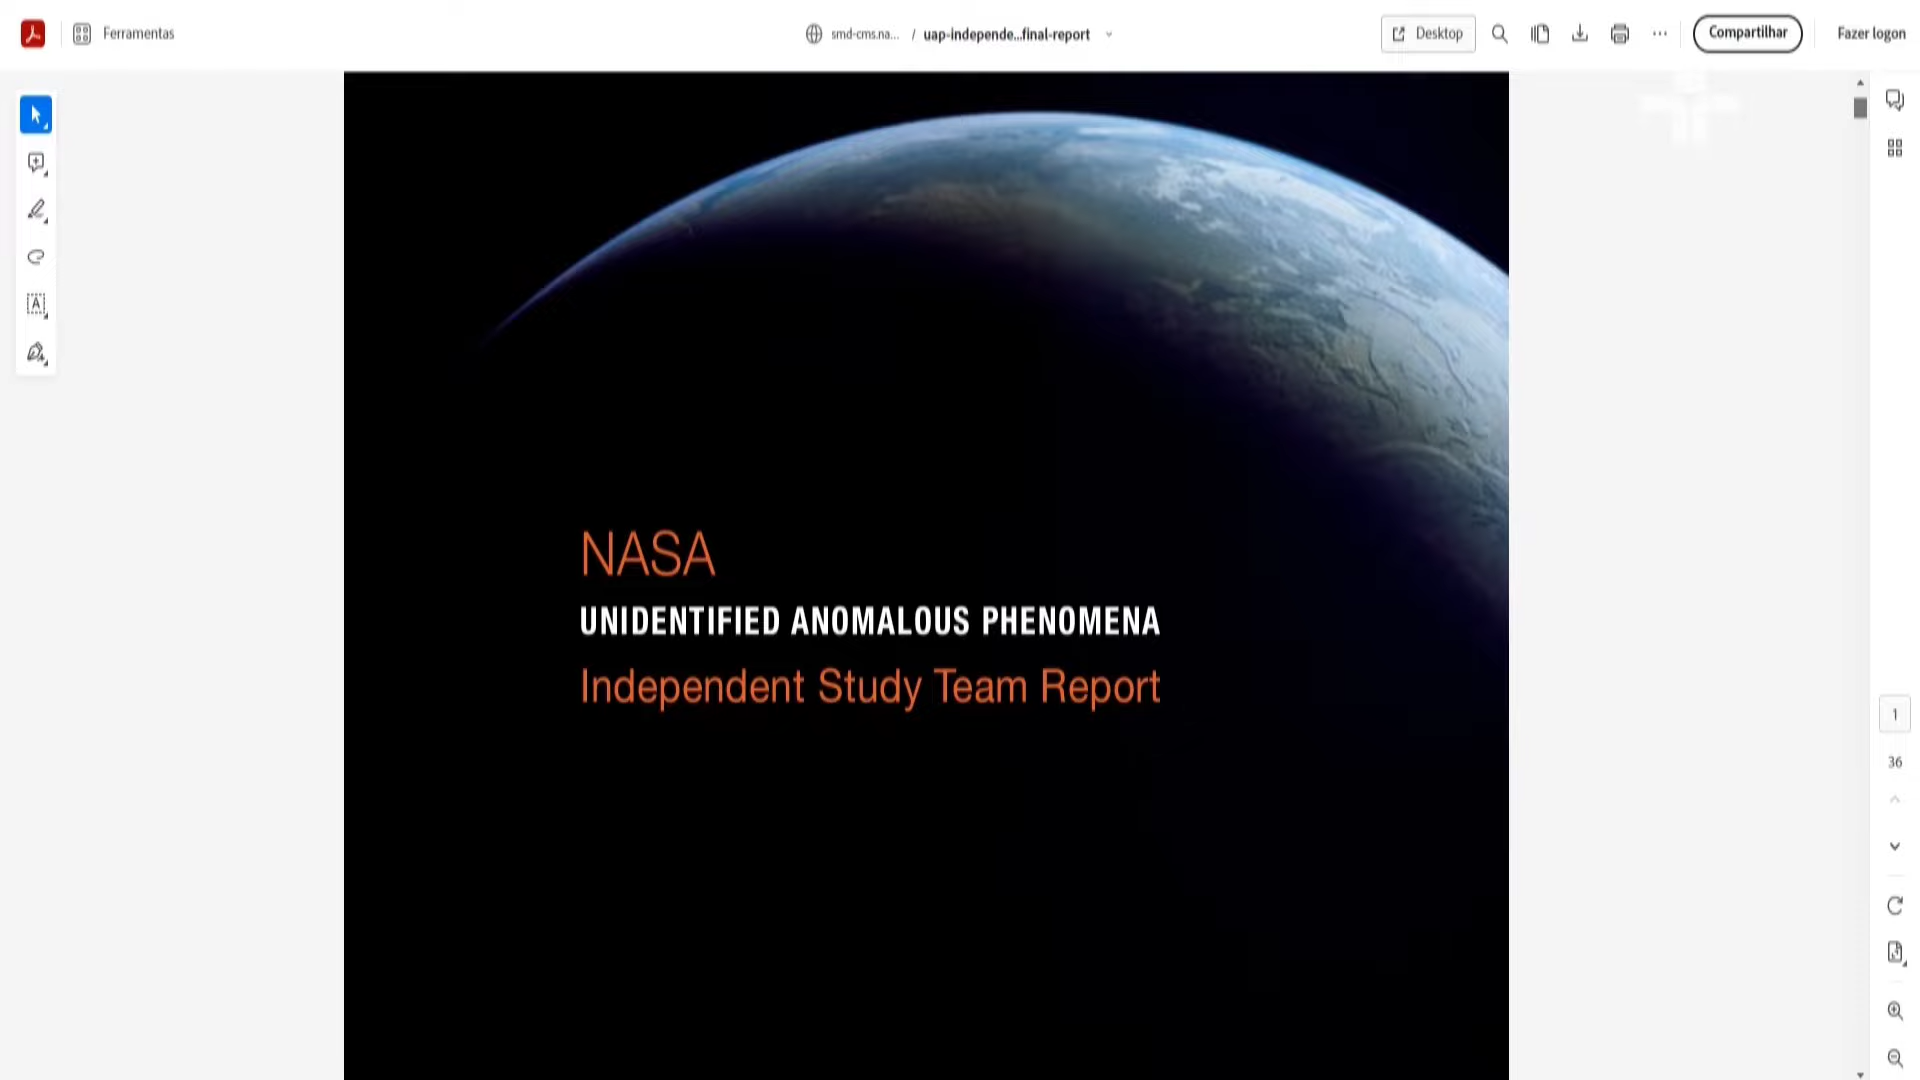 Ferramentas
smd-cms.na... / uap-independe...final-report
Desktop
Compartilhar
Fazer logon
A
NASA
UNIDENTIFIED ANOMALOUS PHENOMENA
Independent Study Team Report
1
36